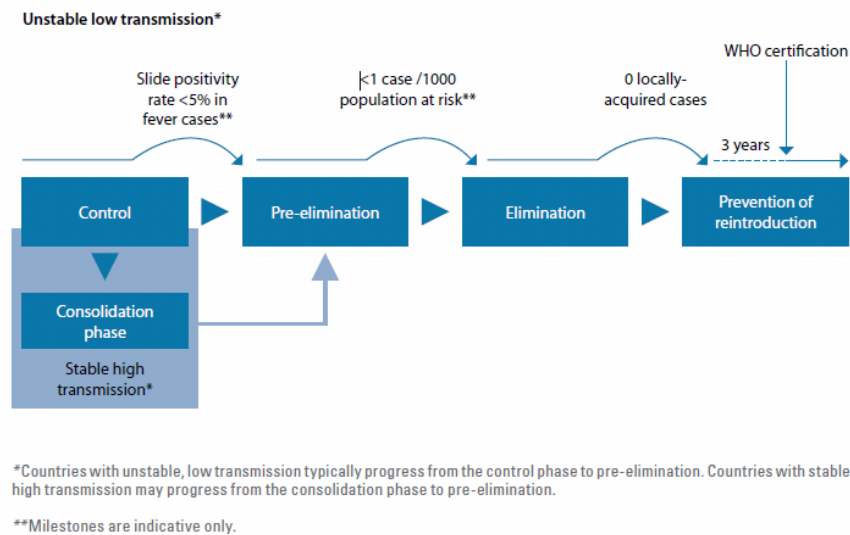 Unstable low transmission*
WHO certification
Slide positivity
rate <5% in
fever cases**
<1 case /1000
population at risk**
0 locally-
acquired cases
3 years
Control
Pre-elimination
Elimination
Prevention of
reintroduction
Consolidation
phase
Stable high
transmission*
*Countries with unstable, low transmission typically progress from the control phase to pre-elimination. Countries with stable
high transmission may progress from the consolidation phase to pre-elimination.
**Milestones are indicative only.